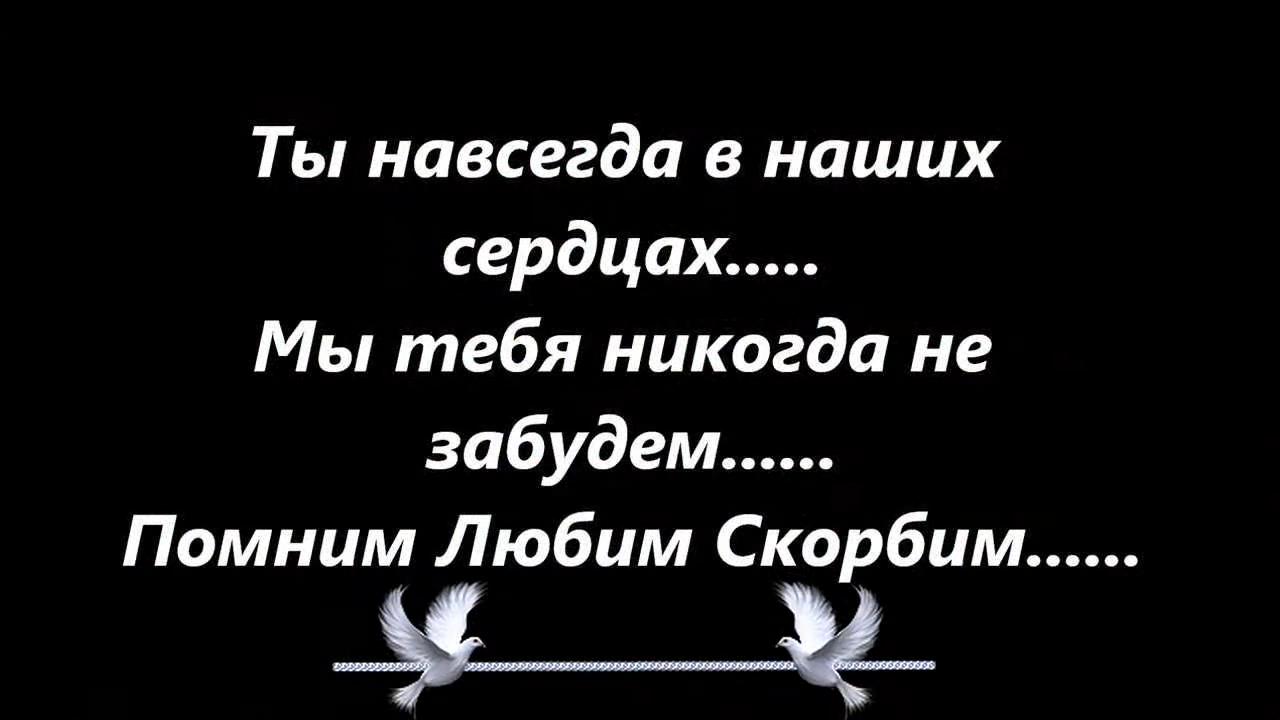 Ты навсегда в наших
сердцах.....
Мы тебя никогда не
забудем......
Помним Любим Скорбим......